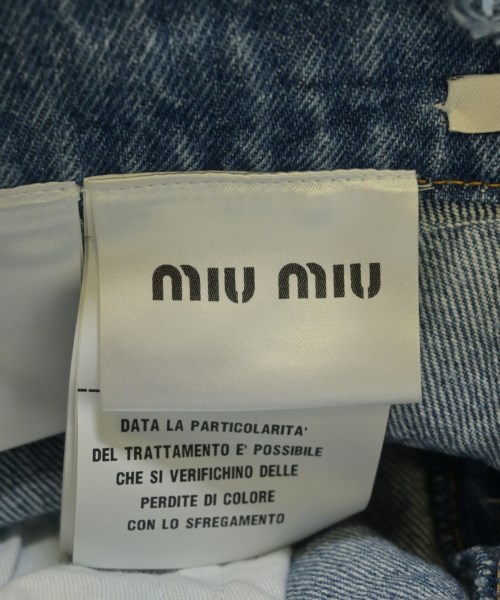 MIU MIU
DATA LA PARTICOLARITA'
DEL TRATTAMENTO E' POSSIBILE
CHE SI VERIFICHINO DELLE
PERDITE DI COLORE
CON LO SFREGAMENTO